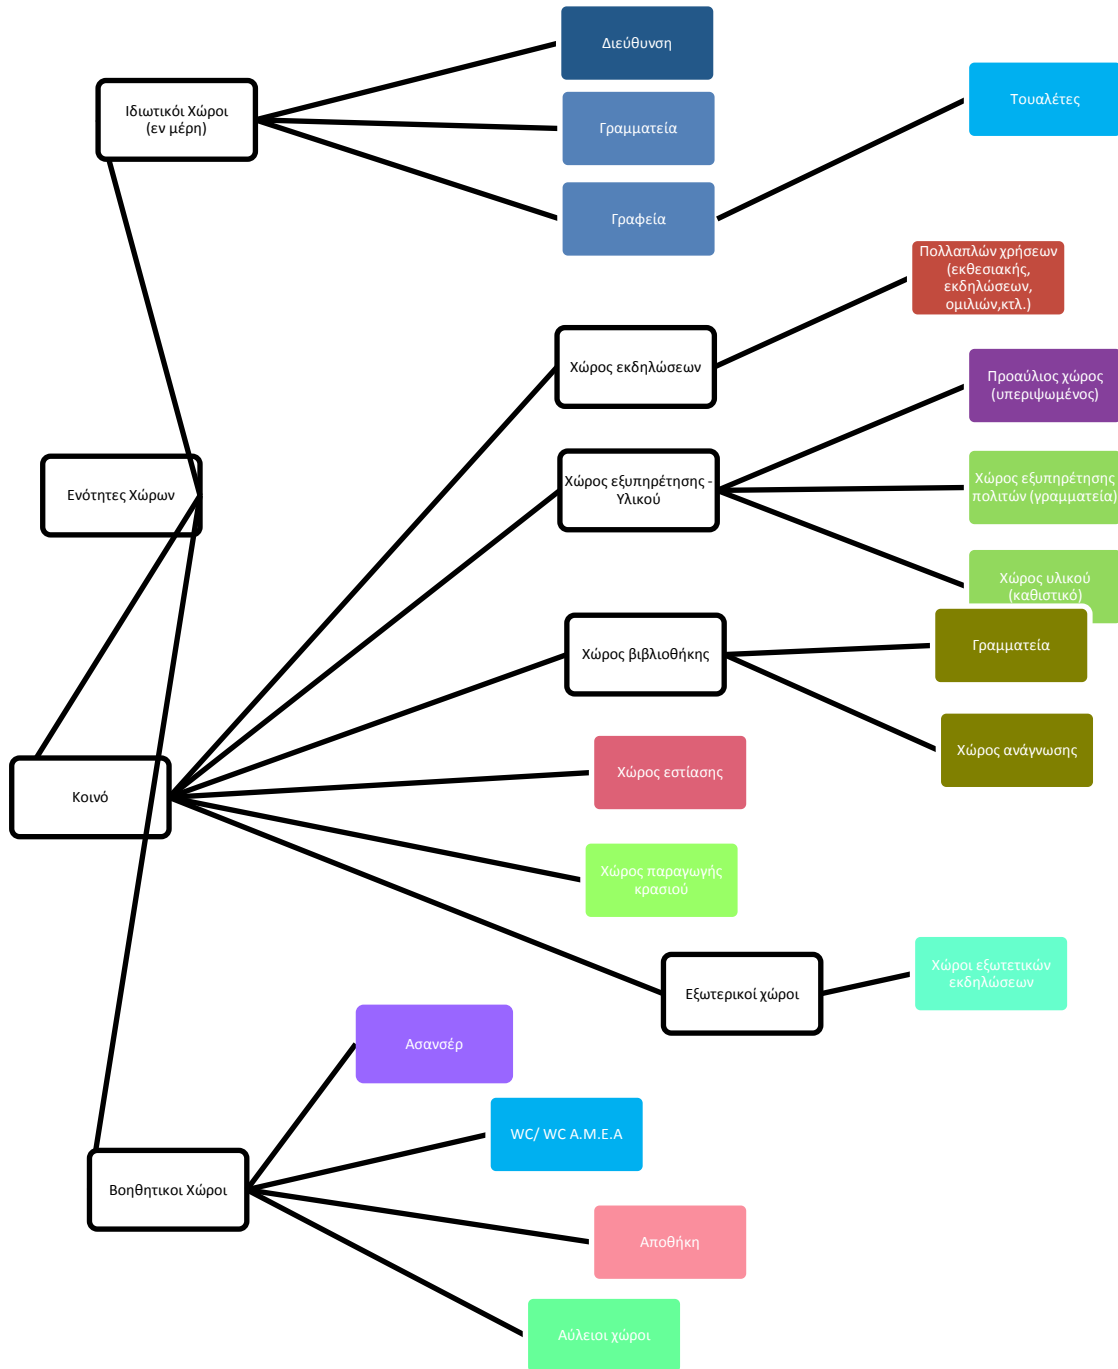 Διεύθυνση
Ιδιωτικόι Χώροι
(εν μέρη)
Γραμματεία
Τουαλέτες
Γραφεία
Πολλαπλών χρήσεων
(εκθεσιακής,
εκδηλώσεων,
ομιλιών,κτλ.)
Χώρος εκδηλώσεων
Προαύλιος χώρος
(υπεριψωμένος)
Ενότητες Χώρων
Χώρος εξυπηρέτησης -
Υλικού
Χώρος εξυπηρέτησης
πολιτών (γραμματεία)
Χώρος υλικού
(καθιστικό)
Χώρος βιβλιοθήκης
Γραμματεία
Χώρος ανάγνωσης
Χώρος εστίασης
Κοινό
Χώρος παραγωγής
κρασιού
Εξωτερικοί χώροι
Χώροι εξωτετικών
εκδηλώσεων
Ασανσέρ
WC/ WC Α.Μ.Ε.Α
Βοηθητικοι Χώροι
Αποθήκη
Αύλειοι χώροι